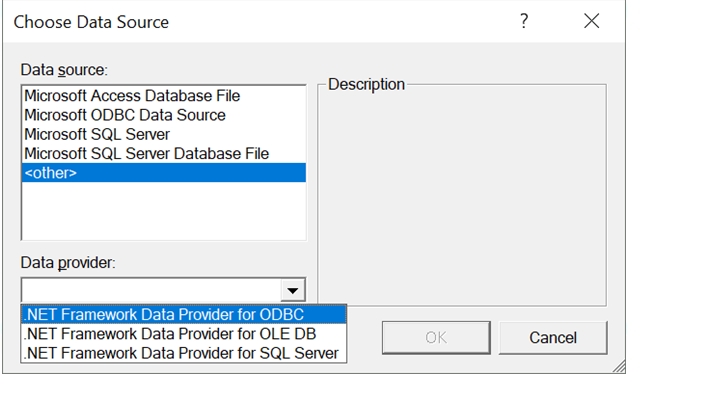 Choose Data Source
?
Data source:
Description
Microsoft Access Database File
Microsoft ODBC Data Source
Microsoft SQL Server
Microsoft SQL Server Database File
<other>
Data provider:
.NET Framework Data Provider for ODBC
.NET Framework Data Provider for OLE DB
.NET Framework Data Provider for SQL Server
OK
Cancel